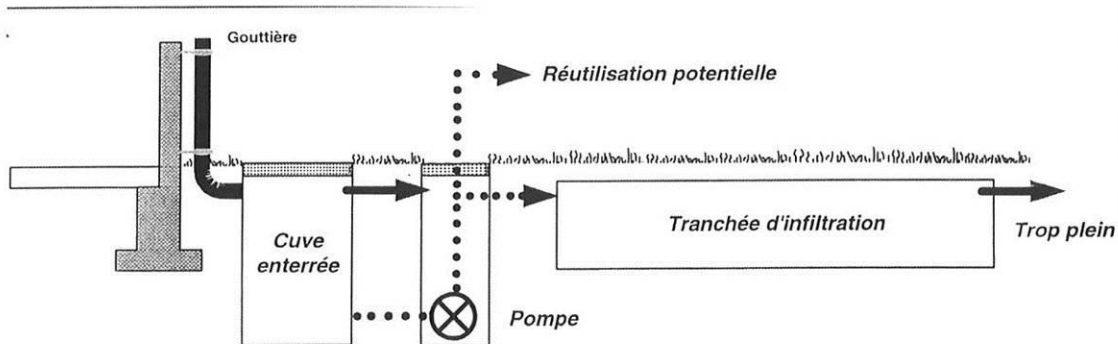 Gouttière
Réutilisation potentielle
Cuve
enterrée
Tranchée d'infiltration
Trop plein
Pompe